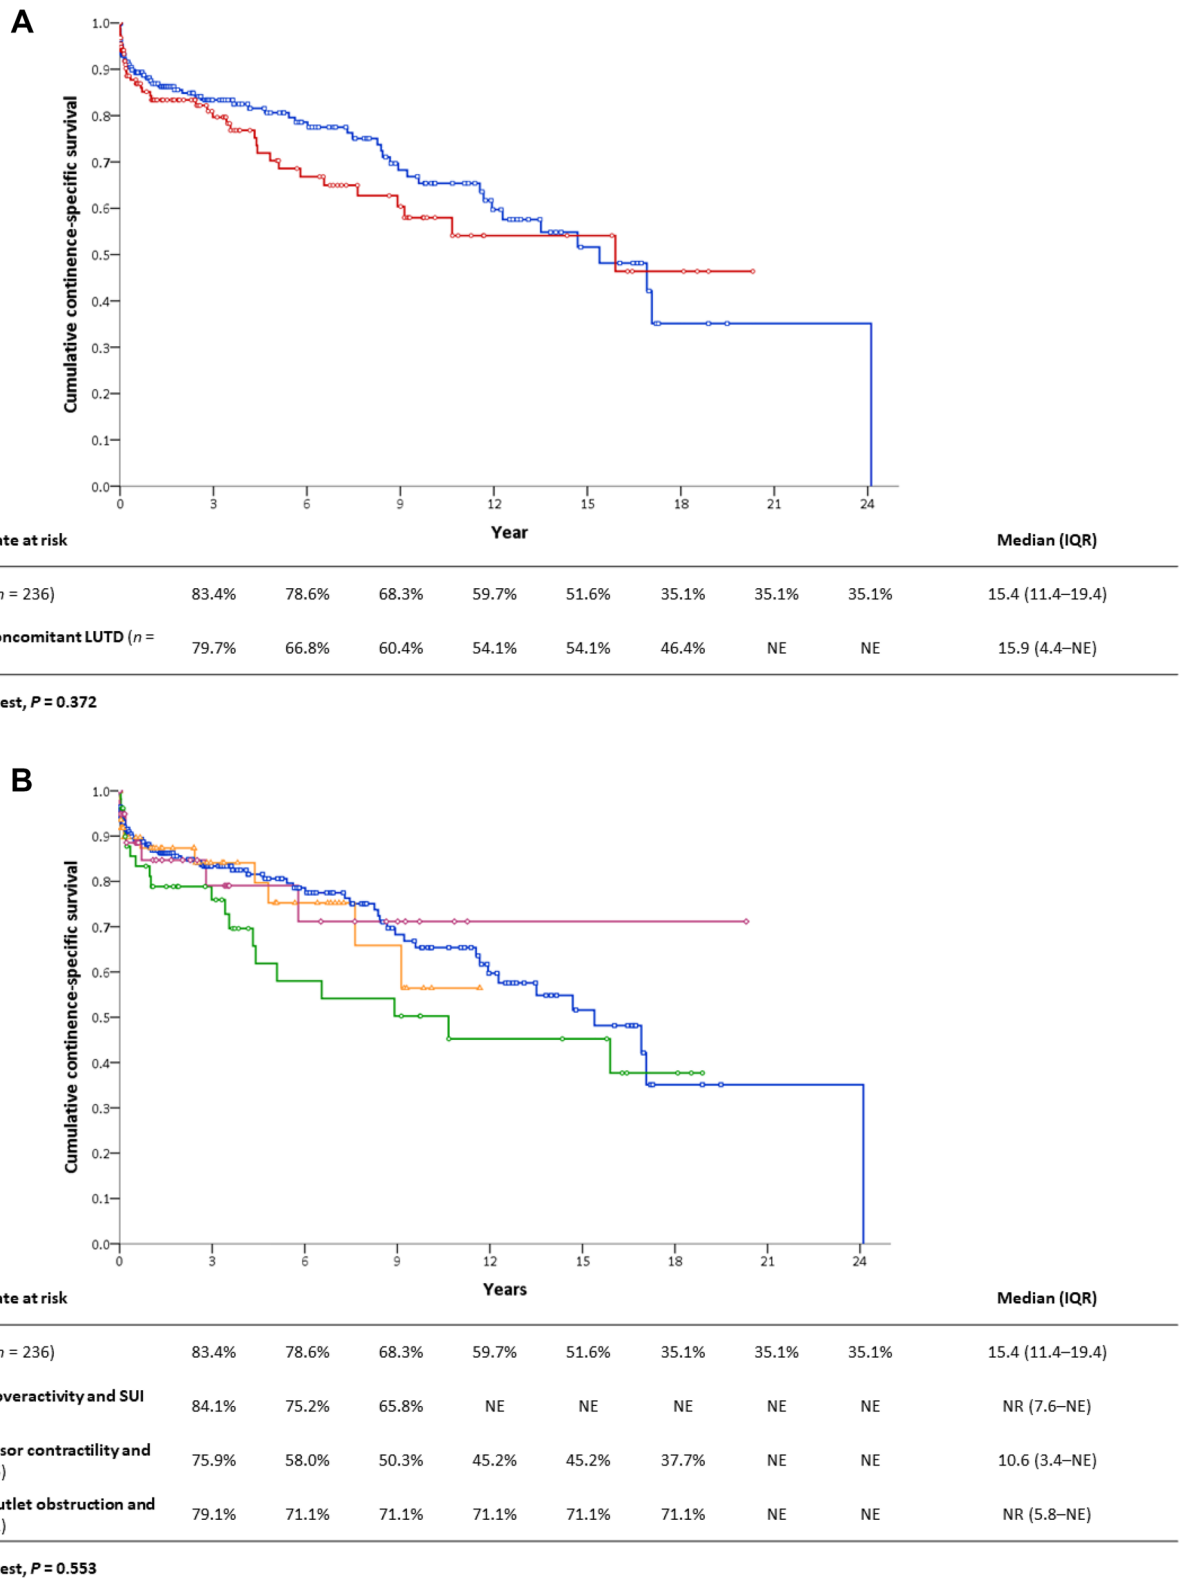 A
1.0
0.9
0.8
0.7
0.6
0.5
0.4
0.3
0.2
0.1
0.0
Cumulative continence-specific survival
0 3 6 9 12 15 18 21 24
Year
ate at risk Median (IQR)
n = 236) 83.4% 78.6% 68.3% 59.7% 51.6% 35.1% 35.1% 35.1% 15.4 (11.4–19.4)
oncomitant LUTD (n =
79.7% 66.8% 60.4% 54.1% 54.1% 46.4% NE NE 15.9 (4.4–NE)
est, P = 0.372
B
1.0
0.9
0.8
0.7
0.6
0.5
0.4
0.3
0.2
0.1
0.0
Cumulative continence-specific survival
0 3 6 9 12 15 18 21 24
Years
ate at risk Median (IQR)
n = 236) 83.4% 78.6% 68.3% 59.7% 51.6% 35.1% 35.1% 35.1% 15.4 (11.4–19.4)
overactivity and SUI
84.1% 75.2% 65.8% NE NE NE NE NE NR (7.6–NE)
sor contractility and
75.9% 58.0% 50.3% 45.2% 45.2% 37.7% NE NE 10.6 (3.4–NE)
)
utlet obstruction and
79.1% 71.1% 71.1% 71.1% 71.1% 71.1% NE NE NR (5.8–NE)
)
est, P = 0.553